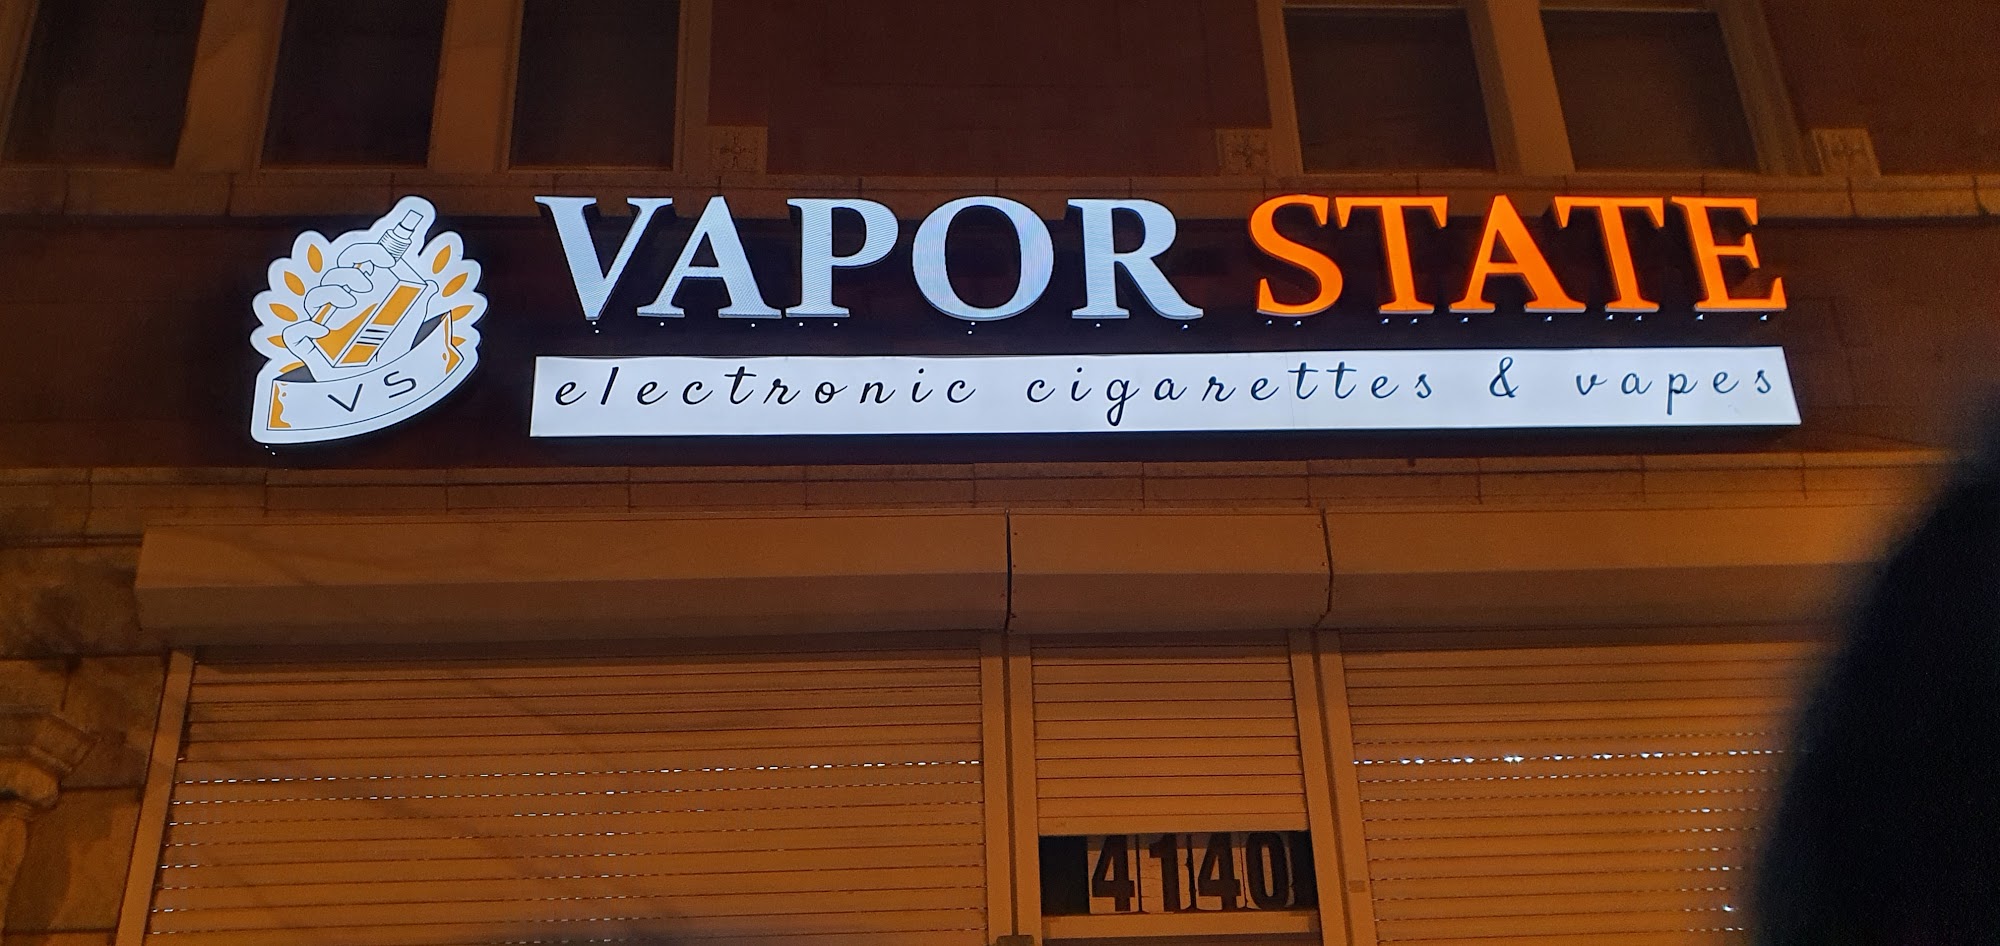 VAPOR STATE
VS
electronic cigarettes & vapes
4140